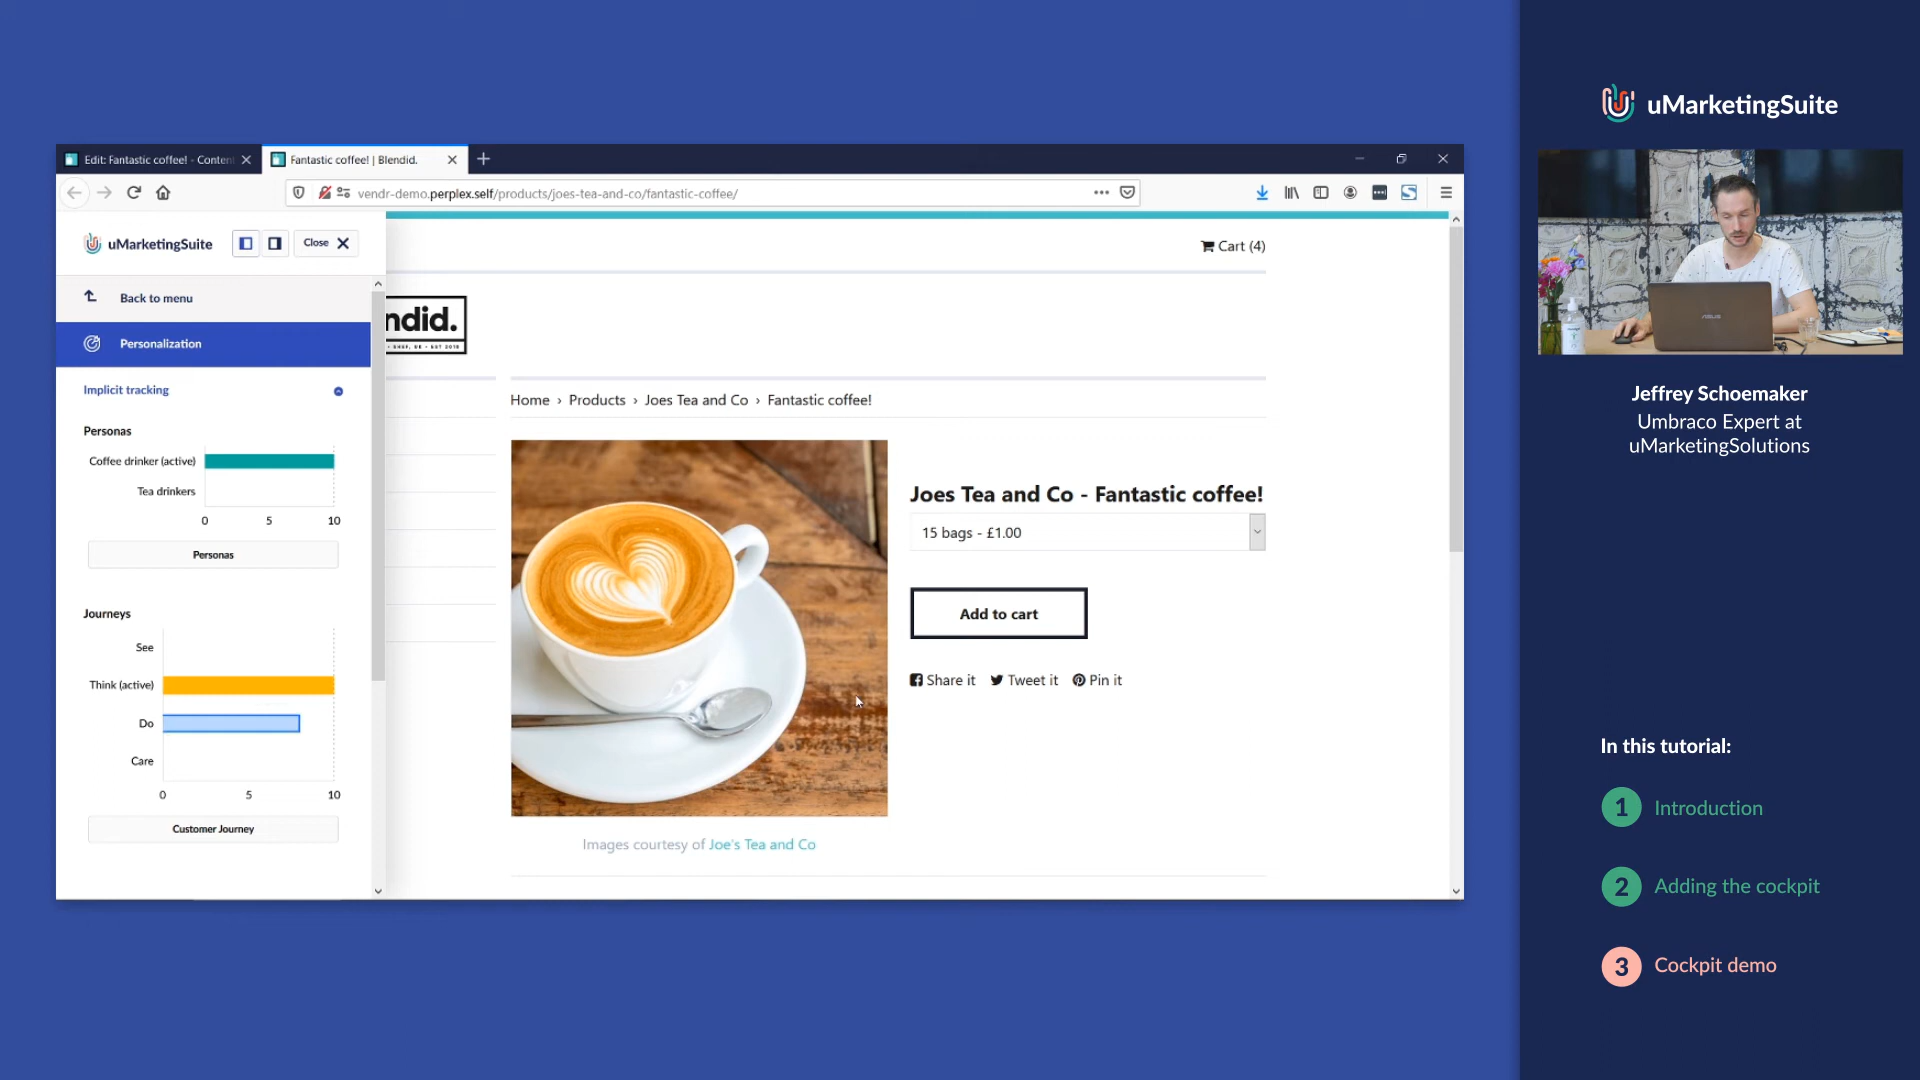 Edit: Fantastic coffee! - Conten
Fantastic coffee! | Blendid.
vendr-demo.perplex.self/products/joes-tea-and-co/fantastic-coffee/
uMarketingSuite
Close
Back to menu
Personalization
Implicit tracking
Personas
Coffee drinker (active)
Tea drinkers
0 5 10
Personas
Journeys
See
Think (active)
Do
Care
0 5 10
Customer Journey
Cart (4)
ndid.
Home › Products › Joes Tea and Co › Fantastic coffee!
Joes Tea and Co - Fantastic coffee!
15 bags - £1.00
Add to cart
Share it Tweet it Pin it
Images courtesy of Joe's Tea and Co
uMarketingSuite
Jeffrey Schoemaker
Umbraco Expert at
uMarketingSolutions
In this tutorial:
1 Introduction
2 Adding the cockpit
3 Cockpit demo